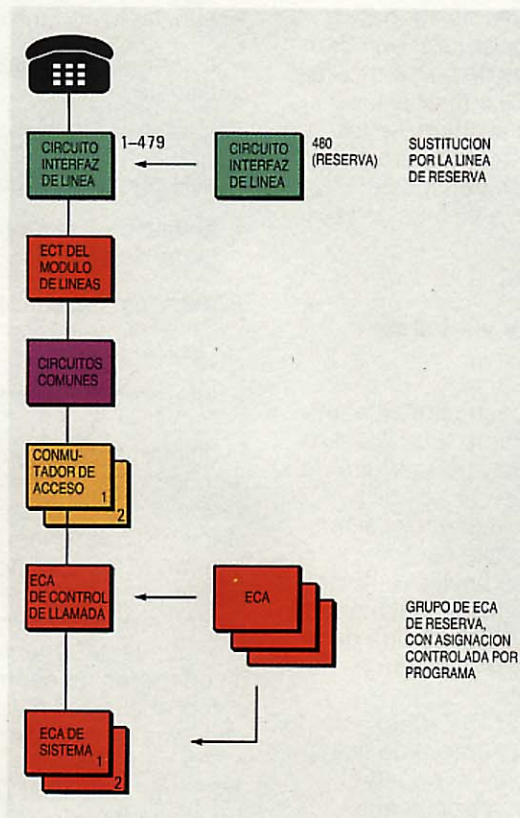 CIRCUITO
INTERFAZ
DE LINEA
1–479
CIRCUITO
INTERFAZ
DE LINEA
480
(RESERVA)
SUSTITUCION
POR LA LINEA
DE RESERVA
ECT DEL
MODULO
DE LINEAS
CIRCUITOS
COMUNES
CONMU-
TADOR DE
ACCESO
1
2
ECA
DE CONTROL
DE LLAMADA
ECA
GRUPO DE ECA
DE RESERVA,
CON ASIGNACION
CONTROLADA POR
PROGRAMA
ECA DE
SISTEMA
1
2